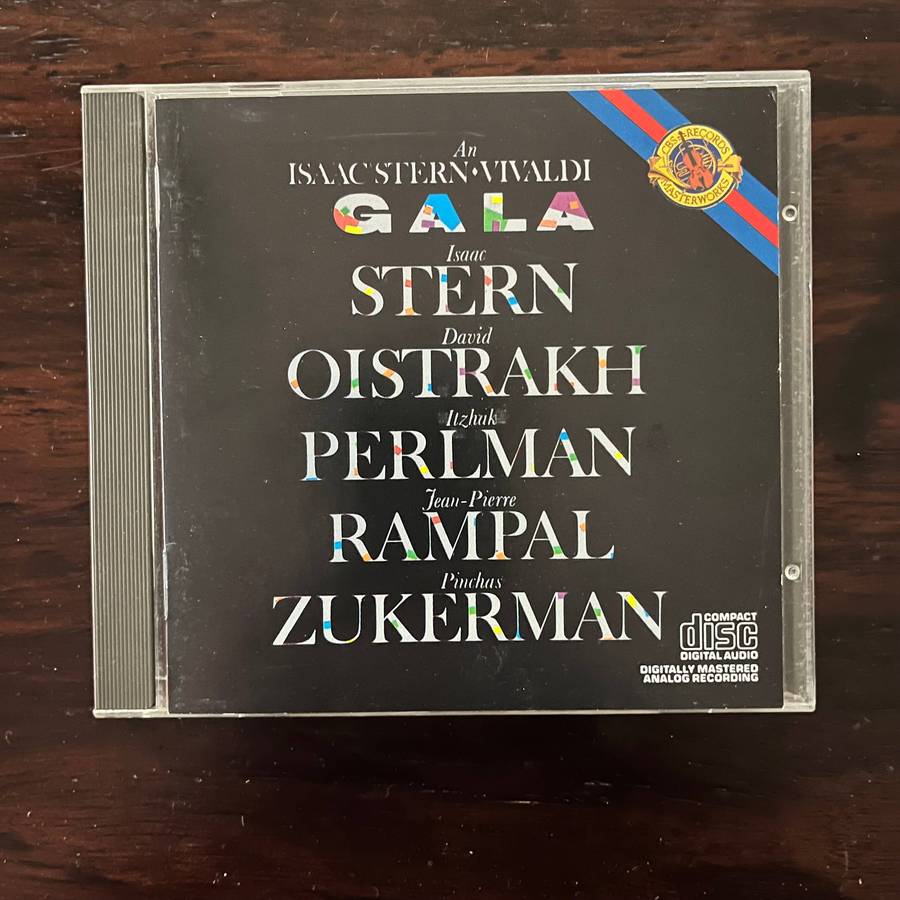 An
ISAAC STERN·VIVALDI
GALA
Isaac
STERN
David
OISTRAKH
Itzhak
PERLMAN
Jean-Pierre
RAMPAL
Pinchas
ZUKERMAN
CBS RECORDS
MASTERWORKS
COMPACT
disc
DIGITAL AUDIO
DIGITALLY MASTERED
ANALOG RECORDING